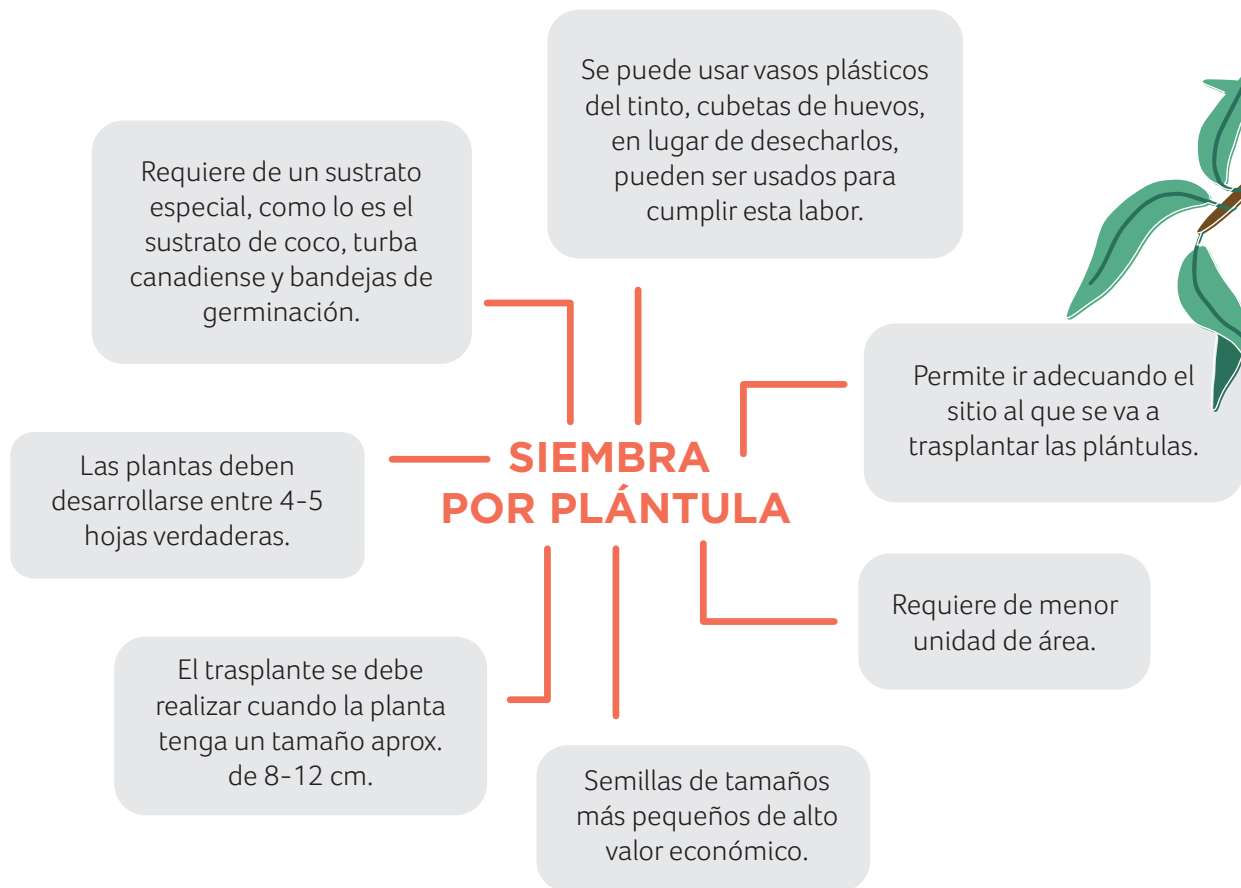 Se puede usar vasos plásticos
del tinto, cubetas de huevos,
en lugar de desecharlos,
pueden ser usados para
cumplir esta labor.
Requiere de un sustrato
especial, como lo es el
sustrato de coco, turba
canadiense y bandejas de
germinación.
Permite ir adecuando el
sitio al que se va a
trasplantar las plántulas.
Las plantas deben
desarrollarse entre 4-5
hojas verdaderas.
SIEMBRA
POR PLÁNTULA
Requiere de menor
unidad de área.
El trasplante se debe
realizar cuando la planta
tenga un tamaño aprox.
de 8-12 cm.
Semillas de tamaños
más pequeños de alto
valor económico.